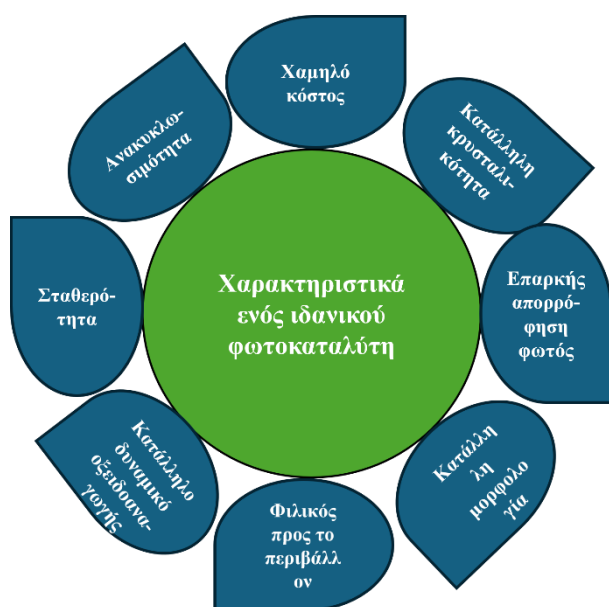 Χαμηλό
κόστος
Κατάλληλη
κρυσταλι-
κότητα
Επαρκής
απορρό-
φηση
φωτός
Κατάλλη
λη
μορφολο
γία
Φιλικός
προς το
περιβάλλ
ον
Κατάλληλο
δυναμικό
οξειδοανα-
γωγής
Σταθερό-
τητα
Ανακυκλω-
σιμότητα
Χαρακτηριστικά
ενός ιδανικού
φωτοκαταλύτη